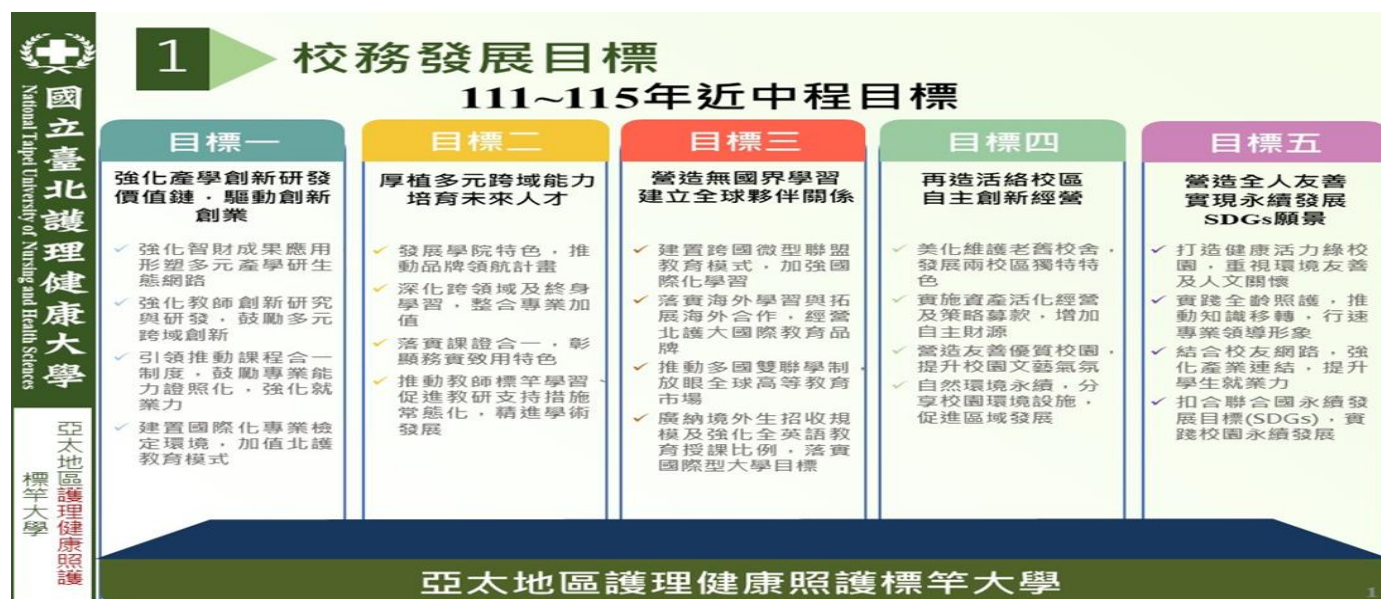 國立臺北護理健康大學
National Taipei University of Nursing and Health Sciences
亞太地區護理健康照護
標竿大學
1
校務發展目標
111~115年近中程目標
目標一
強化產學創新研發
價值鏈，驅動創新
創業
強化智財成果應用
形塑多元產學研生
態網路
強化教師創新研究
與研發，鼓勵多元
跨域創新
引領推動課程合一
制度，鼓勵專業能
力證照化，強化就
業力
建置國際化專業檢
定環境，加值北護
教育模式
目標二
厚植多元跨域能力
培育未來人才
發展學院特色，推
動品牌領航計畫
深化跨領域及終身
學習，整合專業加
值
落實課證合一，彰
顯務實致用特色
推動教師標竿學習、
促進教研支持措施
常態化，精進學術
發展
目標三
營造無國界學習
建立全球夥伴關係
建置跨國微型聯盟
教育模式，加強國
際化學習
落實海外學習與拓
展海外合作，經營
北護大國際教育品
牌
推動多國雙聯學制，
放眼全球高等教育
市場
廣納境外生招收規
模及強化全英語教
育授課比例，落實
國際型大學目標
目標四
再造活絡校區
自主創新經營
美化維護老舊校舍，
發展兩校區獨特特
色
實施資產活化經營
及策略募款，增加
自主財源
營造友善優質校園，
提升校園文藝氣氛
自然環境永續，分
享校園環境設施，
促進區域發展
目標五
營造全人友善
實現永續發展
SDGs願景
打造健康活力綠校
園，重視環境友善
及人文關懷
實踐全齡照護，推
動知識移轉，行速
專業領導形象
結合校友網路，強
化產業連結，提升
學生就業力
扣合聯合國永續發
展目標(SDGs)，實
踐校園永續發展
亞太地區護理健康照護標竿大學
1